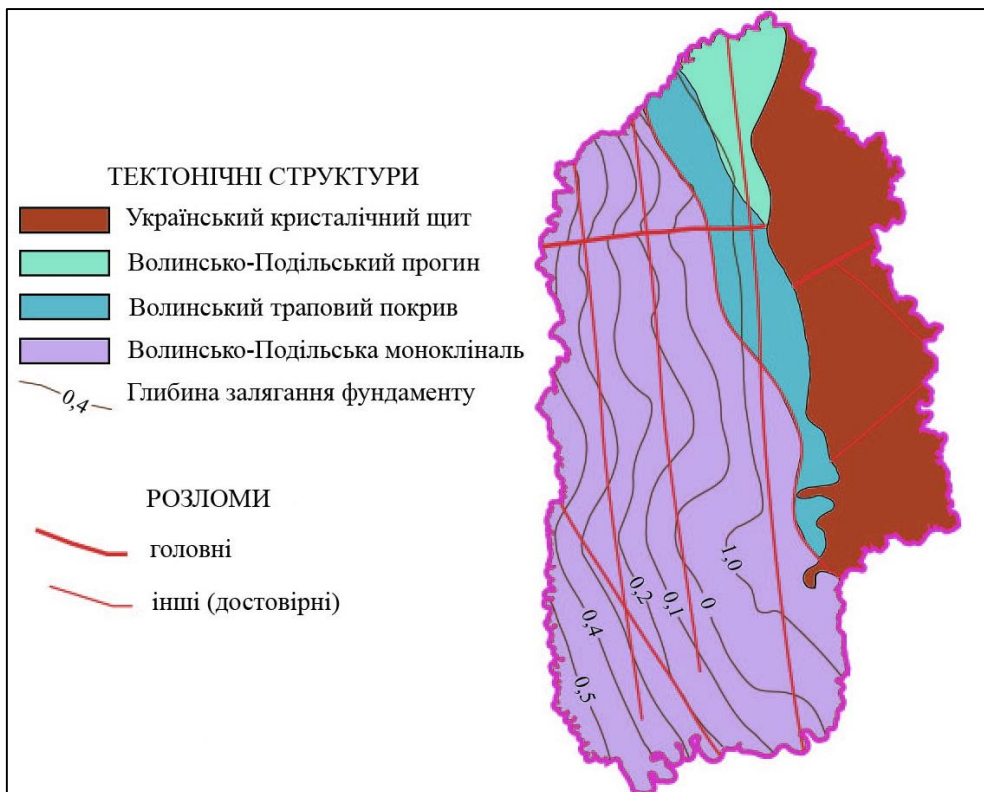 ТЕКТОНІЧНІ СТРУКТУРИ
Український кристалічний щит
Волинсько-Подільський прогин
Волинський траповий покрив
Волинсько-Подільська монокліналь
0,4
Глибина залягання фундаменту
РОЗЛОМИ
головні
інші (достовірні)
1,0
0
0,1
0,2
0,4
0,5